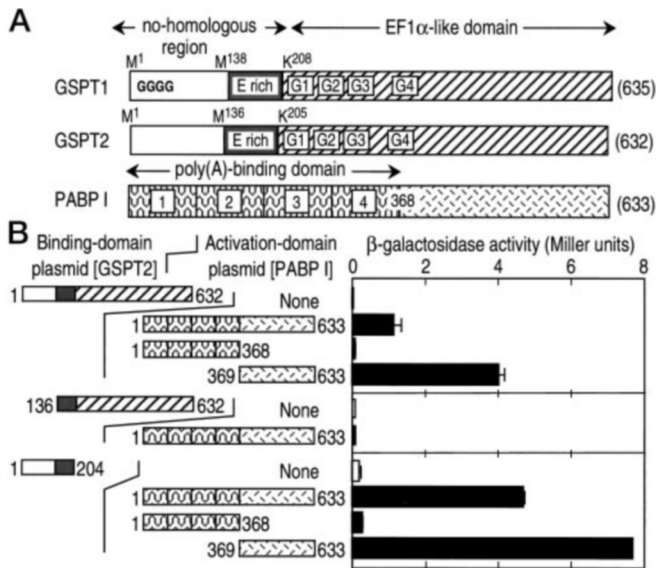 A
no-homologous region
EF1α-like domain
M1 M138 K208
GSPT1 GGGG E rich G1 G2 G3 G4 (635)
M1 M136 K205
GSPT2 E rich G1 G2 G3 G4 (632)
poly(A)-binding domain
PABP I 1 2 3 4 368 (633)
B
Binding-domain plasmid [GSPT2]
Activation-domain plasmid [PABP I]
β-galactosidase activity (Miller units)
0 2 4 6 8
1 632
None
1 633
1 368
369 633
136 632
None
1 633
1 204
None
1 633
1 368
369 633